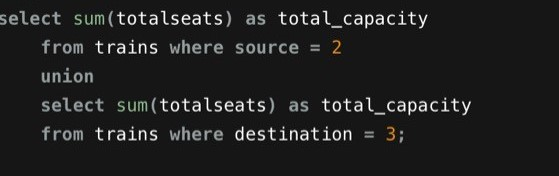 select sum(totalseats) as total_capacity
from trains where source = 2
union
select sum(totalseats) as total_capacity
from trains where destination = 3;